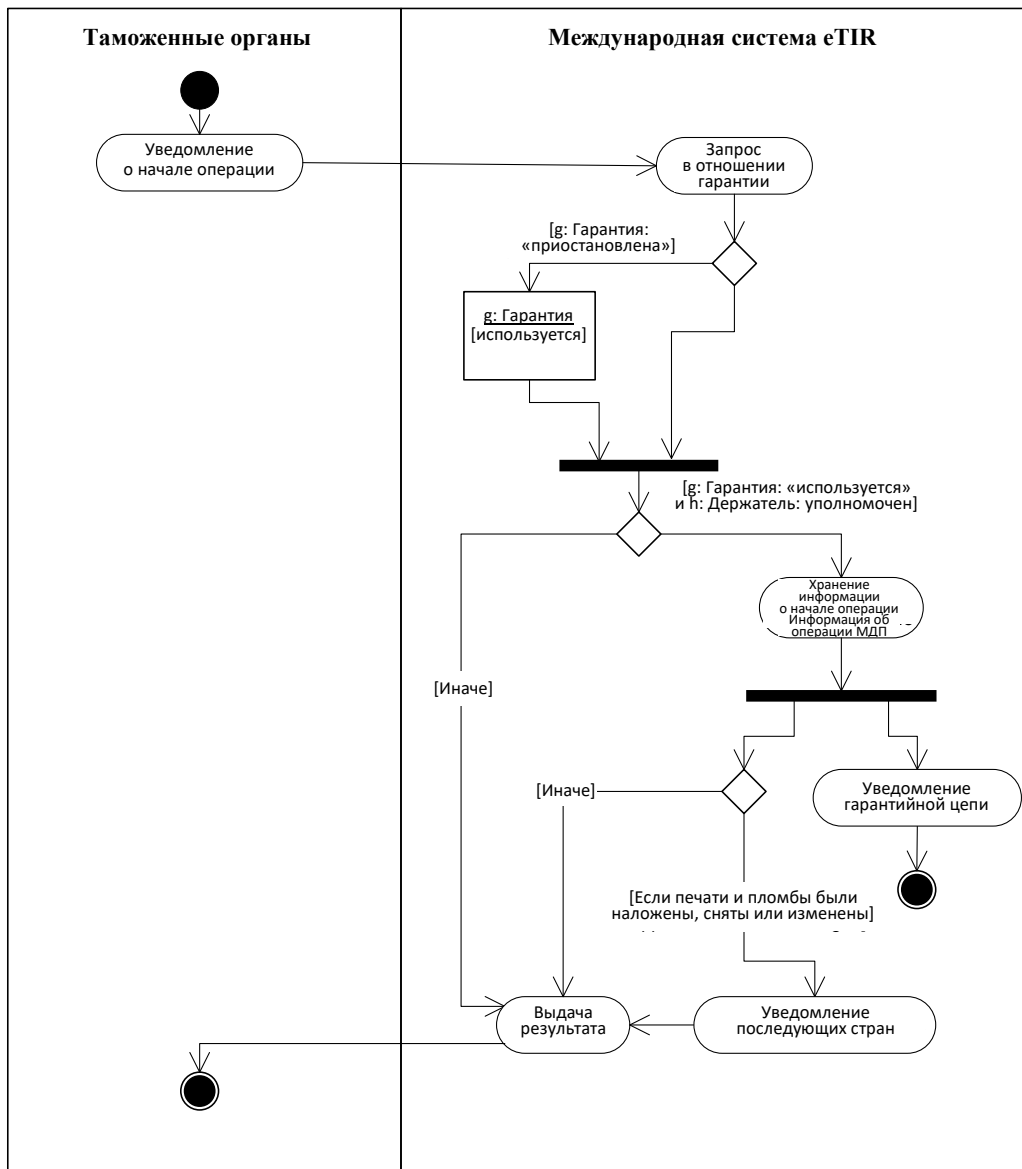 Таможенные органы
Международная система eTIR
Уведомление
о начале операции
Запрос
в отношении
гарантии
[g: Гарантия:
«приостановлена»]
g: Гарантия
[используется]
[g: Гарантия: «используется»
и h: Держатель: уполномочен]
Хранение
информации
о начале операции
Информация об
операции МДП
[Иначе]
[Иначе]
Уведомление
гарантийной цепи
[Если печати и пломбы были
наложены, сняты или изменены]
Выдача
результата
Уведомление
последующих стран